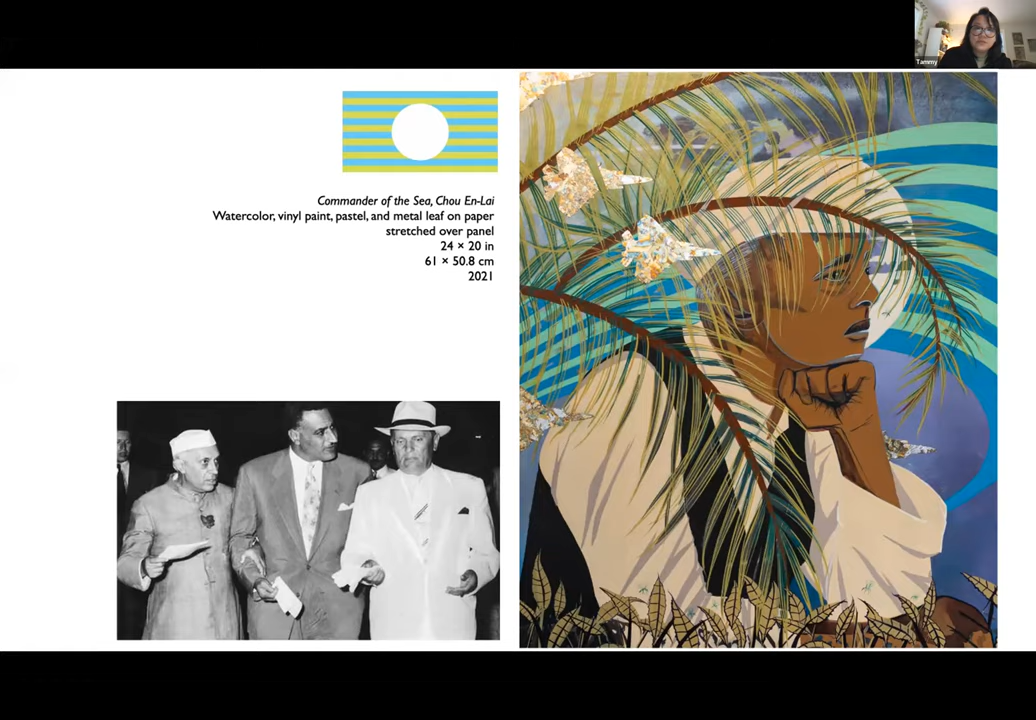 Tammy
Commander of the Sea, Chou En-Lai
Watercolor, vinyl paint, pastel, and metal leaf on paper
stretched over panel
24 × 20 in
61 × 50.8 cm
2021